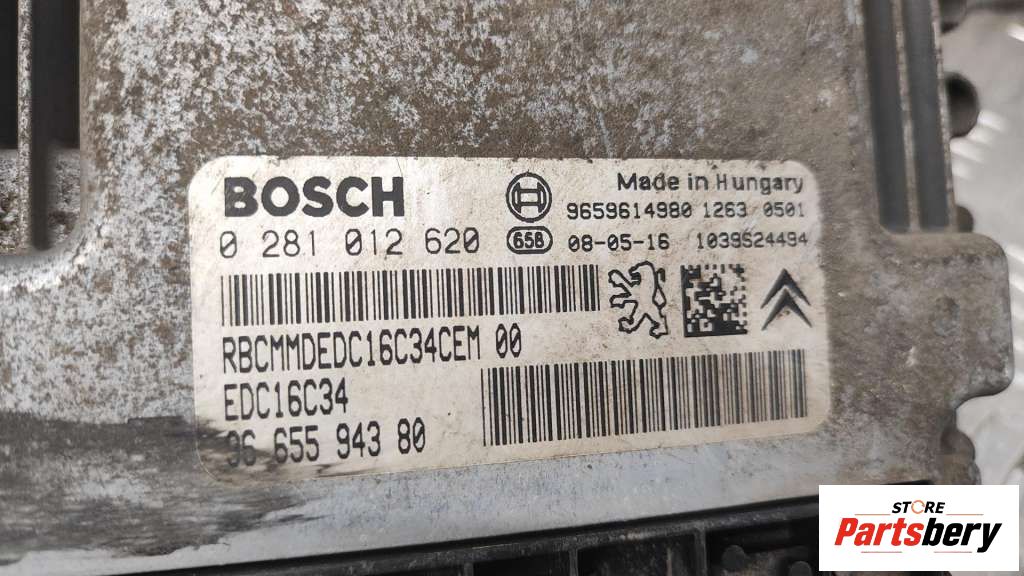 BOSCH
Made in Hungary
9659614980 1263 0501
0 281 012 620
658 08-05-16 1039S24494
RBCMMDEDC16C34CEM 00
EDC16C34
96 655 943 80
STORE
Partsbery